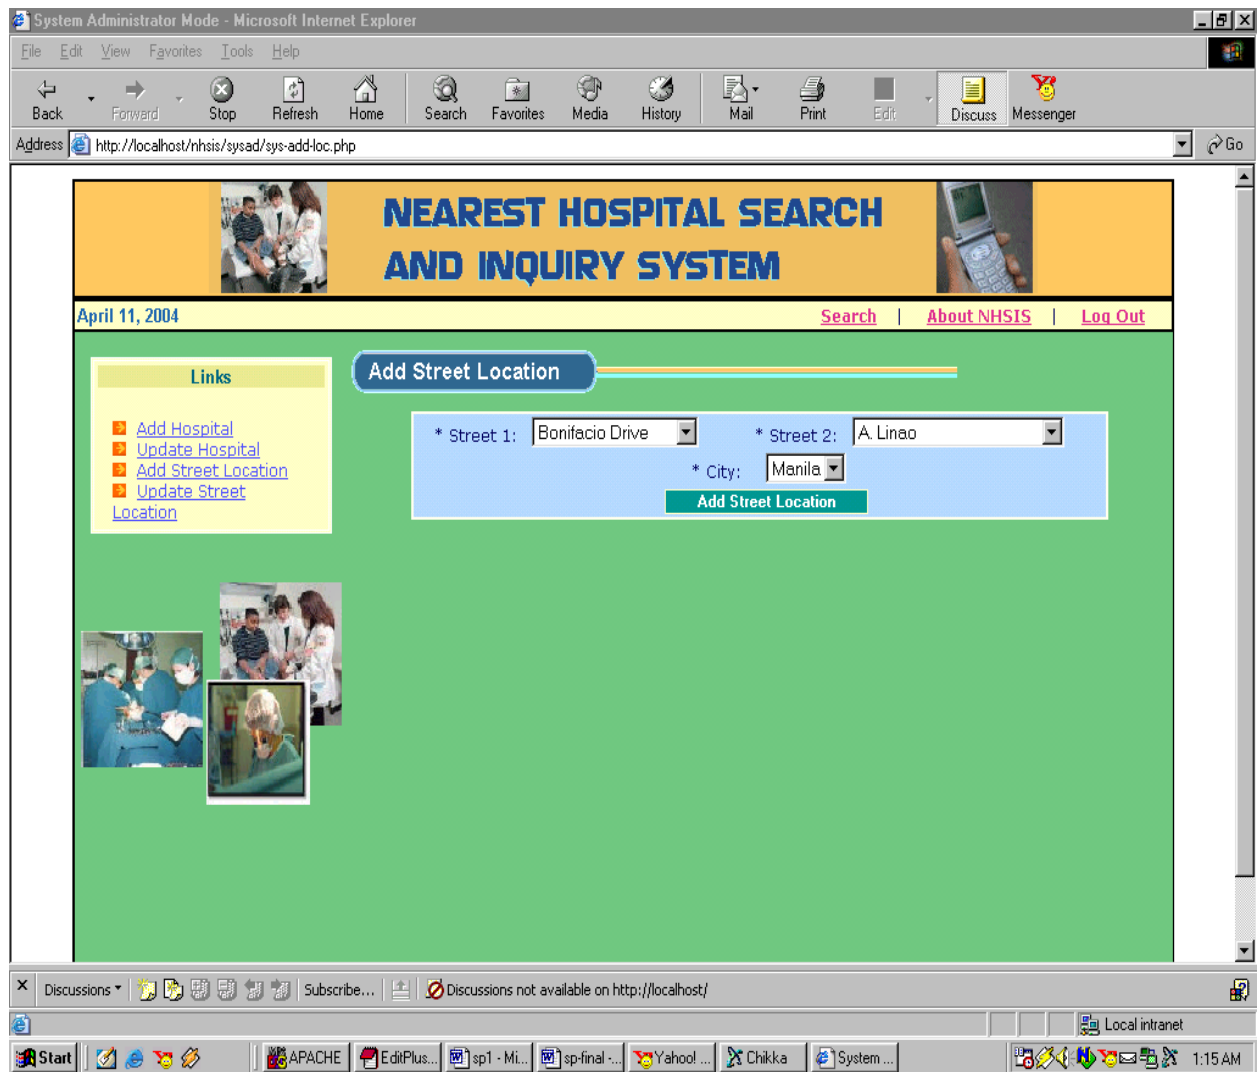 System Administrator Mode - Microsoft Internet Explorer
File Edit View Favorites Tools Help
Back Forward Stop Refresh Home Search Favorites Media History Mail Print Edit Discuss Messenger
Address http://localhost/nhsis/sysad/sys-add-loc.php Go
NEAREST HOSPITAL SEARCH
AND INQUIRY SYSTEM
April 11, 2004 Search | About NHSIS | Log Out
Links
Add Hospital
Update Hospital
Add Street Location
Update Street
Location
Add Street Location
* Street 1: Bonifacio Drive * Street 2: A. Linao
* City: Manila
Add Street Location
Discussions Subscribe... Discussions not available on http://localhost/
Local intranet
Start APACHE EditPlus... sp1 - Mi... sp-final -... Yahoo! ... Chikka System ... 1:15 AM